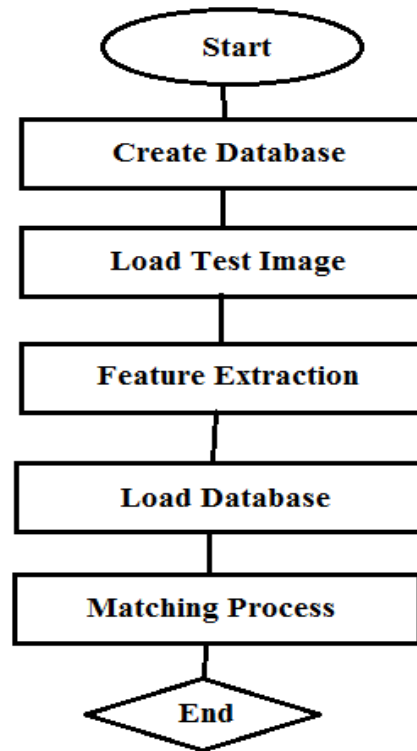 Start
Create Database
Load Test Image
Feature Extraction
Load Database
Matching Process
End